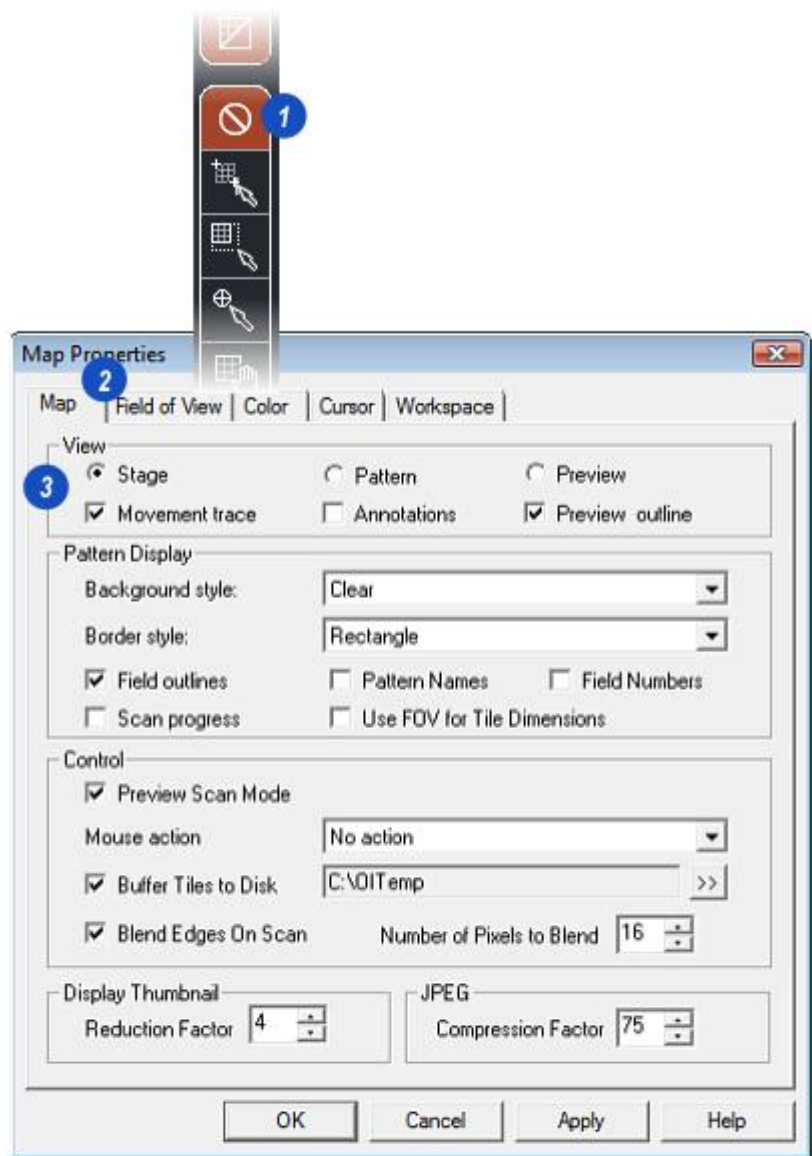 1
Map Properties
2
Map Field of View Color Cursor Workspace
View
3
Stage Pattern Preview
Movement trace Annotations Preview outline
Pattern Display
Background style: Clear
Border style: Rectangle
Field outlines Pattern Names Field Numbers
Scan progress Use FOV for Tile Dimensions
Control
Preview Scan Mode
Mouse action No action
Buffer Tiles to Disk C:\OITemp >>
Blend Edges On Scan Number of Pixels to Blend 16
Display Thumbnail JPEG
Reduction Factor 4 Compression Factor 75
OK Cancel Apply Help